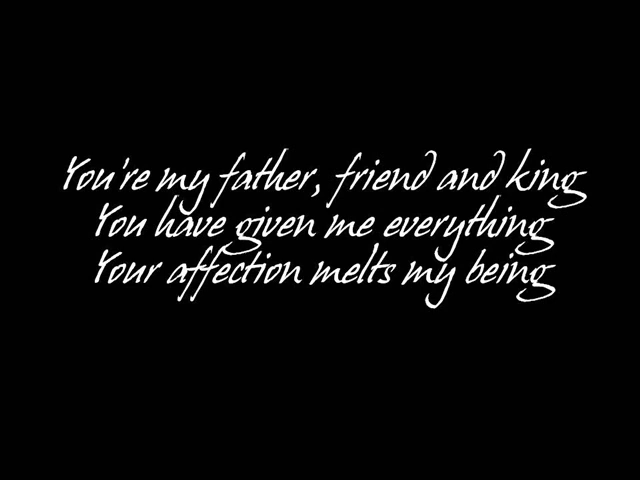 You're my father, friend and king
You have given me everything
Your affection melts my being